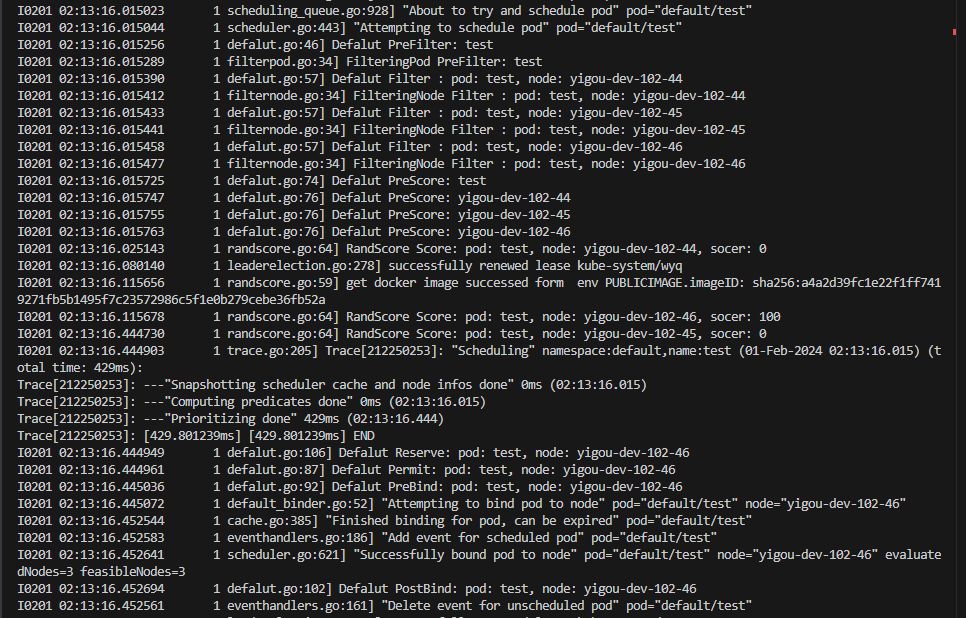 I0201 02:13:16.015023       1 scheduling_queue.go:928] "About to try and schedule pod" pod="default/test"
I0201 02:13:16.015044       1 scheduler.go:443] "Attempting to schedule pod" pod="default/test"
I0201 02:13:16.015256       1 defalut.go:46] Defalut PreFilter: test
I0201 02:13:16.015289       1 filterpod.go:34] FilteringPod PreFilter: test
I0201 02:13:16.015390       1 defalut.go:57] Defalut Filter : pod: test, node: yigou-dev-102-44
I0201 02:13:16.015412       1 filternode.go:34] FilteringNode Filter : pod: test, node: yigou-dev-102-44
I0201 02:13:16.015433       1 defalut.go:57] Defalut Filter : pod: test, node: yigou-dev-102-45
I0201 02:13:16.015441       1 filternode.go:34] FilteringNode Filter : pod: test, node: yigou-dev-102-45
I0201 02:13:16.015458       1 defalut.go:57] Defalut Filter : pod: test, node: yigou-dev-102-46
I0201 02:13:16.015477       1 filternode.go:34] FilteringNode Filter : pod: test, node: yigou-dev-102-46
I0201 02:13:16.015725       1 defalut.go:74] Defalut PreScore: test
I0201 02:13:16.015747       1 defalut.go:76] Defalut PreScore: yigou-dev-102-44
I0201 02:13:16.015755       1 defalut.go:76] Defalut PreScore: yigou-dev-102-45
I0201 02:13:16.015763       1 defalut.go:76] Defalut PreScore: yigou-dev-102-46
I0201 02:13:16.025143       1 randscore.go:64] RandScore Score: pod: test, node: yigou-dev-102-44, socer: 0
I0201 02:13:16.080140       1 leaderelection.go:278] successfully renewed lease kube-system/wyq
I0201 02:13:16.115656       1 randscore.go:59] get docker image successed form  env PUBLICIMAGE.imageID: sha256:a4a2d39fc1e22f1ff741
9271fb5b1495f7c23572986c5f1e0b279cebe36fb52a
I0201 02:13:16.115678       1 randscore.go:64] RandScore Score: pod: test, node: yigou-dev-102-46, socer: 100
I0201 02:13:16.444730       1 randscore.go:64] RandScore Score: pod: test, node: yigou-dev-102-45, socer: 0
I0201 02:13:16.444903       1 trace.go:205] Trace[212250253]: "Scheduling" namespace:default,name:test (01-Feb-2024 02:13:16.015) (t
otal time: 429ms):
Trace[212250253]: ---"Snapshotting scheduler cache and node infos done" 0ms (02:13:16.015)
Trace[212250253]: ---"Computing predicates done" 0ms (02:13:16.015)
Trace[212250253]: ---"Prioritizing done" 429ms (02:13:16.444)
Trace[212250253]: [429.801239ms] [429.801239ms] END
I0201 02:13:16.444949       1 defalut.go:106] Defalut Reserve: pod: test, node: yigou-dev-102-46
I0201 02:13:16.444961       1 defalut.go:87] Defalut Permit: pod: test, node: yigou-dev-102-46
I0201 02:13:16.445036       1 defalut.go:92] Defalut PreBind: pod: test, node: yigou-dev-102-46
I0201 02:13:16.445072       1 default_binder.go:52] "Attempting to bind pod to node" pod="default/test" node="yigou-dev-102-46"
I0201 02:13:16.452544       1 cache.go:385] "Finished binding for pod, can be expired" pod="default/test"
I0201 02:13:16.452583       1 eventhandlers.go:186] "Add event for scheduled pod" pod="default/test"
I0201 02:13:16.452641       1 scheduler.go:621] "Successfully bound pod to node" pod="default/test" node="yigou-dev-102-46" evaluate
dNodes=3 feasibleNodes=3
I0201 02:13:16.452694       1 defalut.go:102] Defalut PostBind: pod: test, node: yigou-dev-102-46
I0201 02:13:16.452561       1 eventhandlers.go:161] "Delete event for unscheduled pod" pod="default/test"